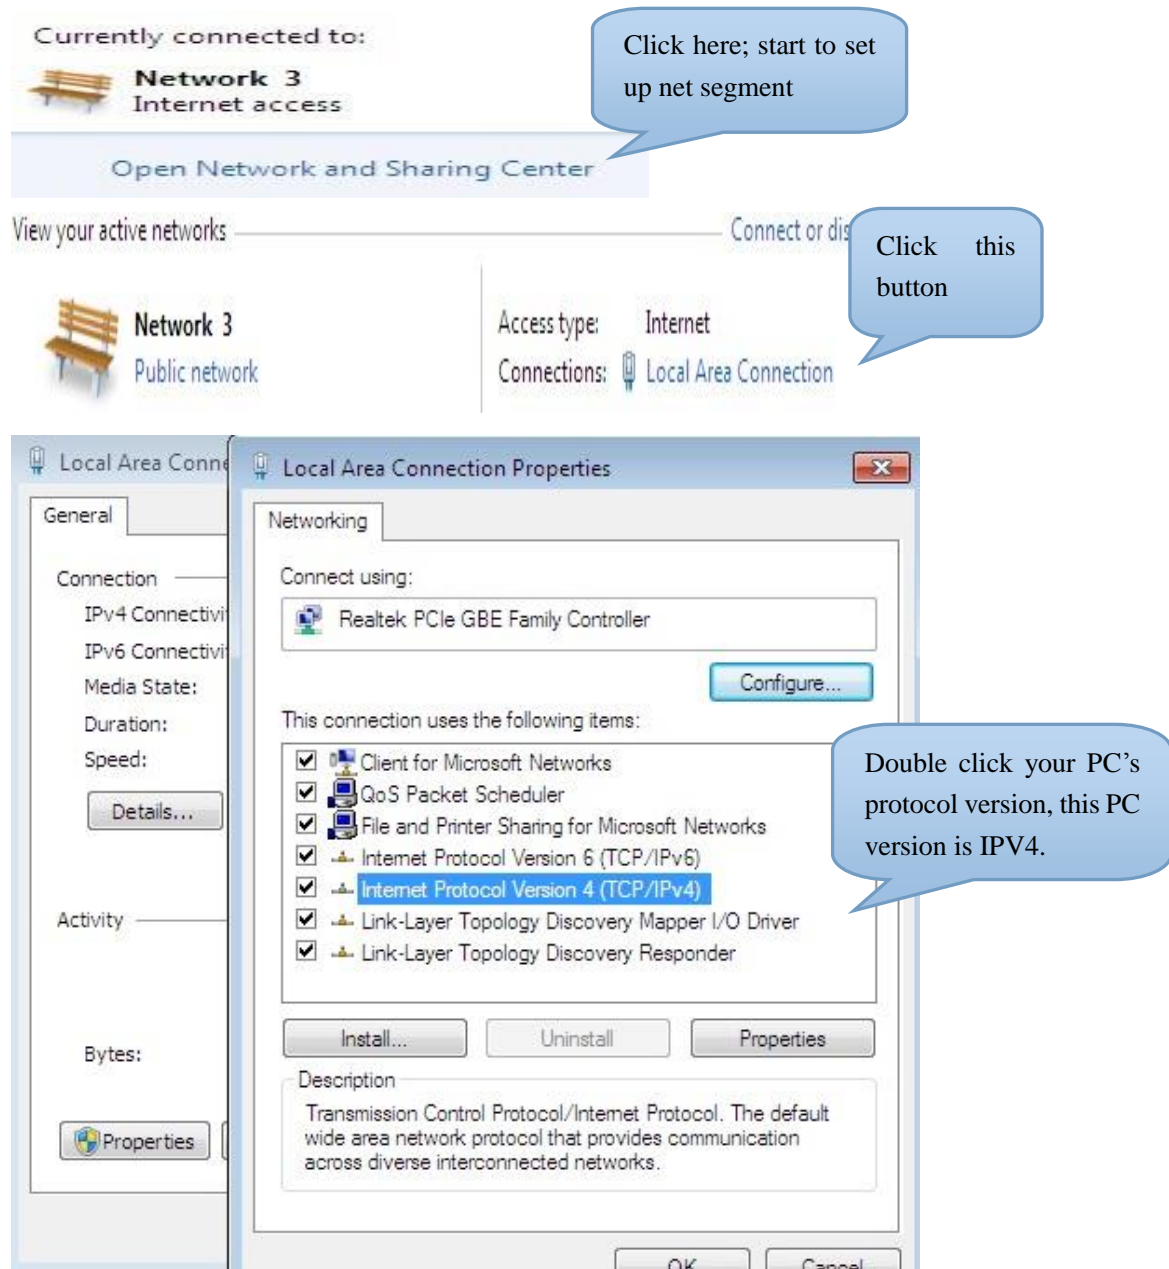 Currently connected to:
Network 3
Internet access
Click here; start to set
up net segment
Open Network and Sharing Center
View your active networks
Connect or dis
Click this
button
Network 3
Public network
Access type: Internet
Connections: Local Area Connection
Local Area Conne
General
Connection
IPv4 Connectivi
IPv6 Connectivi
Media State:
Duration:
Speed:
Details...
Activity
Bytes:
Properties
Local Area Connection Properties
Networking
Connect using:
Realtek PCIe GBE Family Controller
Configure...
This connection uses the following items:
Client for Microsoft Networks
QoS Packet Scheduler
File and Printer Sharing for Microsoft Networks
Internet Protocol Version 6 (TCP/IPv6)
Internet Protocol Version 4 (TCP/IPv4)
Link-Layer Topology Discovery Mapper I/O Driver
Link-Layer Topology Discovery Responder
Double click your PC's
protocol version, this PC
version is IPV4.
Install...
Uninstall
Properties
Description
Transmission Control Protocol/Internet Protocol. The default
wide area network protocol that provides communication
across diverse interconnected networks.
OK
Cancel